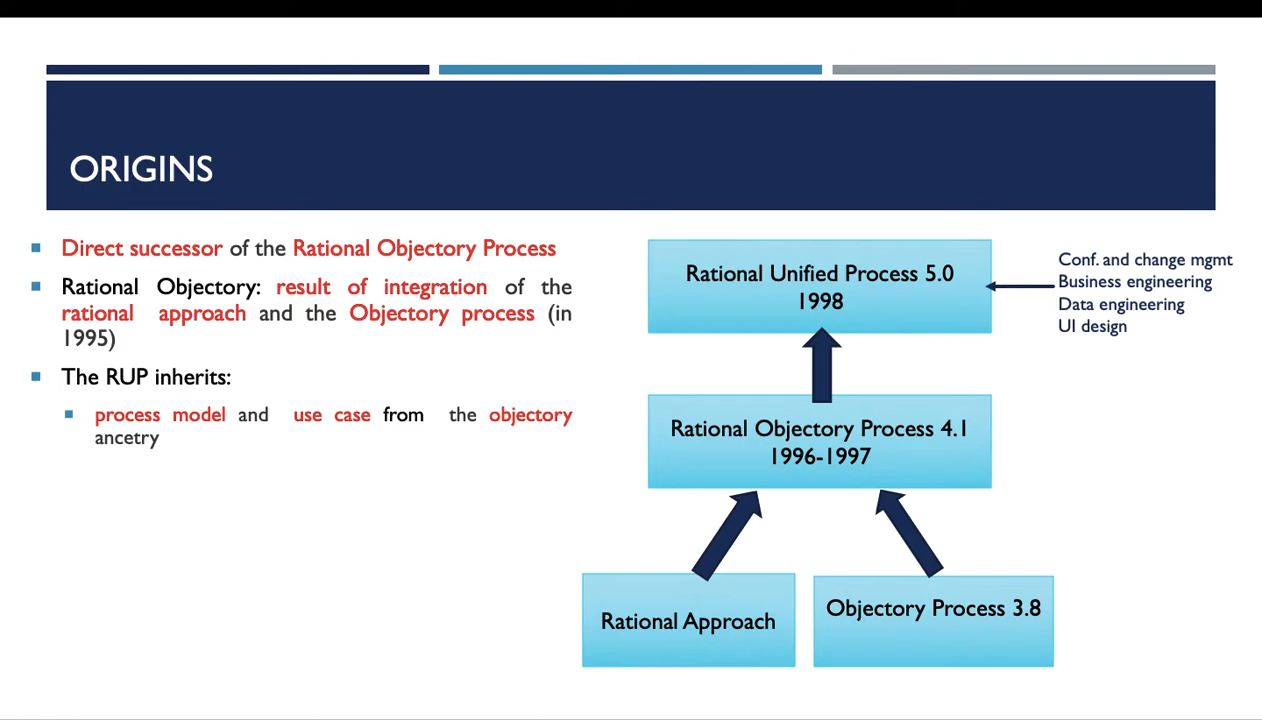 ORIGINS
Direct successor of the Rational Objectory Process
Rational Objectory: result of integration of the
rational approach and the Objectory process (in
1995)
The RUP inherits:
process model and use case from the objectory
ancetry
Rational Unified Process 5.0
1998
Conf. and change mgmt
Business engineering
Data engineering
UI design
Rational Objectory Process 4.1
1996-1997
Rational Approach
Objectory Process 3.8